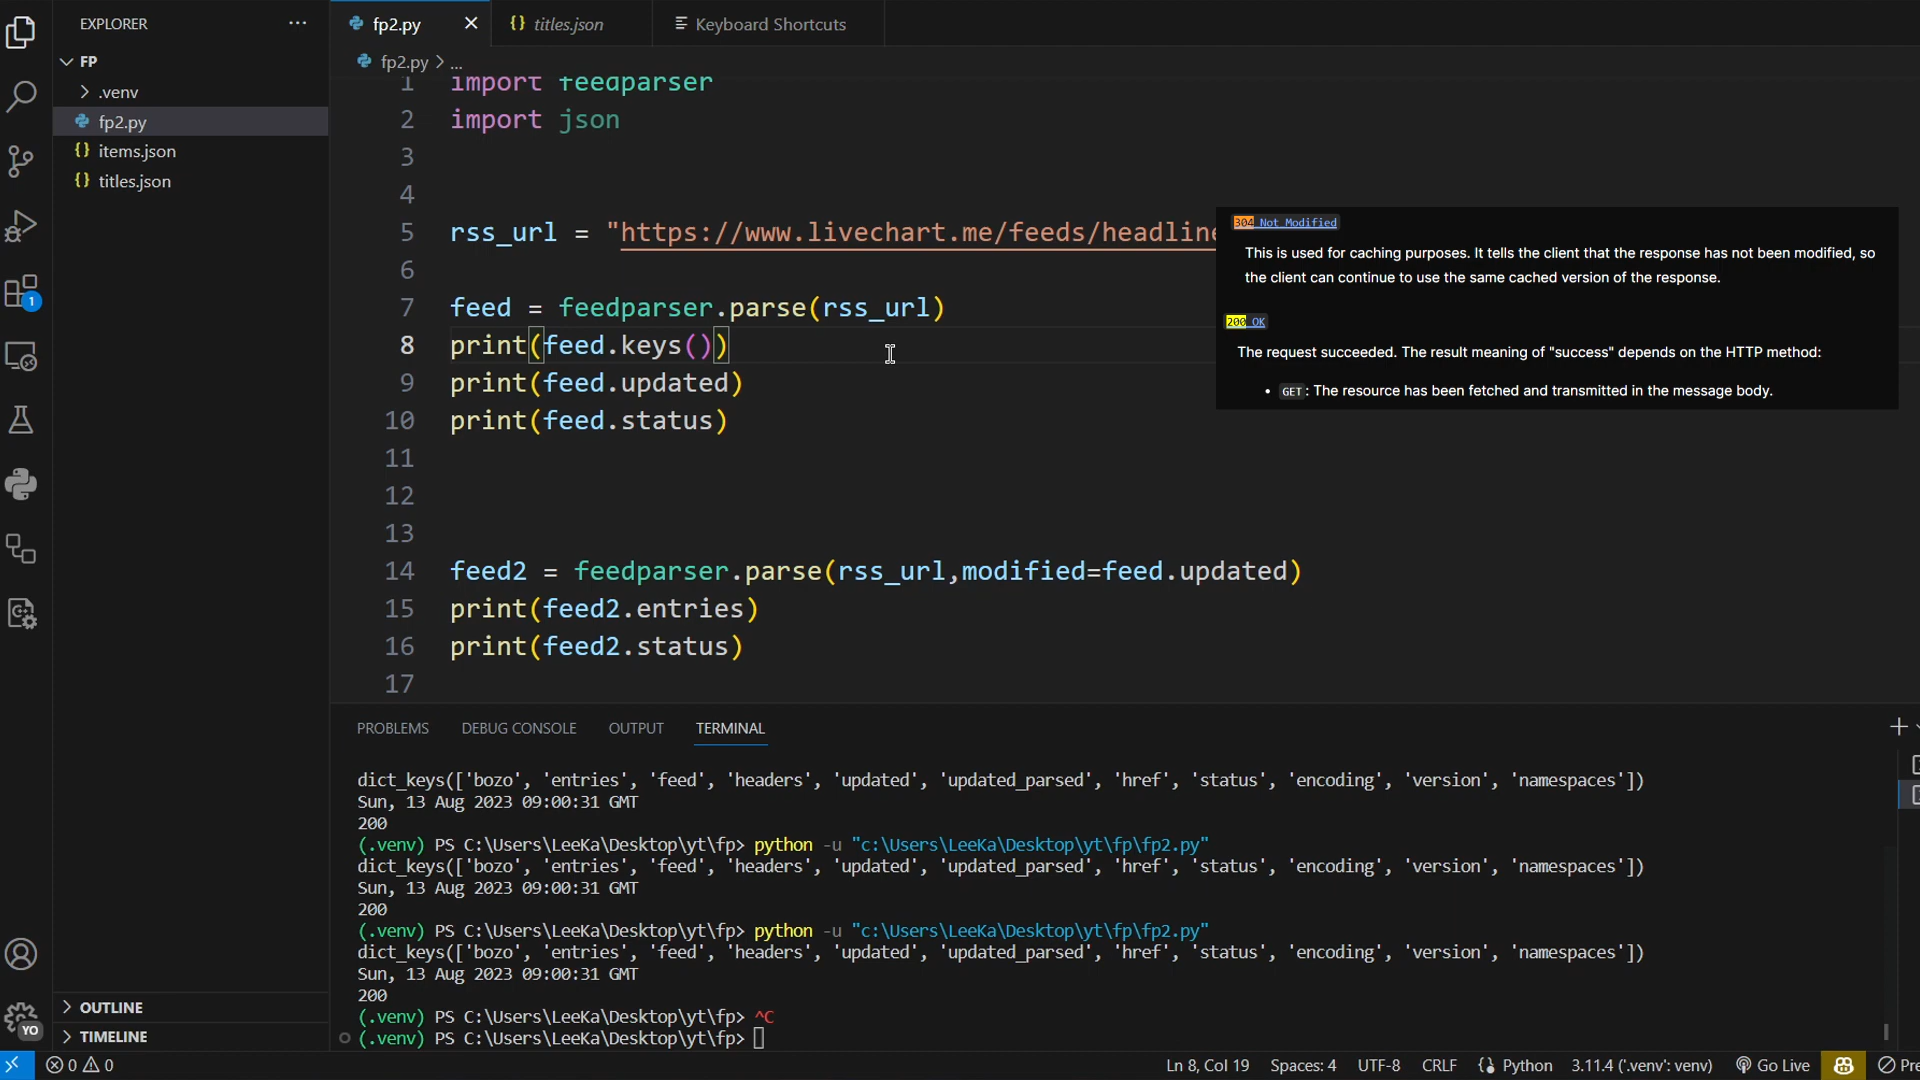 EXPLORER
fp2.py
titles.json
Keyboard Shortcuts
FP
.venv
fp2.py
items.json
titles.json
fp2.py > ...
1 import feedparser
2 import json
3
4
5 rss_url = "https://www.livechart.me/feeds/headline
6
7 feed = feedparser.parse(rss_url)
8 print(feed.keys())
9 print(feed.updated)
10 print(feed.status)
11
12
13
14 feed2 = feedparser.parse(rss_url,modified=feed.updated)
15 print(feed2.entries)
16 print(feed2.status)
17
304 Not Modified
This is used for caching purposes. It tells the client that the response has not been modified, so
the client can continue to use the same cached version of the response.
200 OK
The request succeeded. The result meaning of "success" depends on the HTTP method:
• GET: The resource has been fetched and transmitted in the message body.
1
PROBLEMS DEBUG CONSOLE OUTPUT TERMINAL
dict_keys(['bozo', 'entries', 'feed', 'headers', 'updated', 'updated_parsed', 'href', 'status', 'encoding', 'version', 'namespaces'])
Sun, 13 Aug 2023 09:00:31 GMT
200
(.venv) PS C:\Users\LeeKa\Desktop\yt\fp> python -u "c:\Users\LeeKa\Desktop\yt\fp\fp2.py"
dict_keys(['bozo', 'entries', 'feed', 'headers', 'updated', 'updated_parsed', 'href', 'status', 'encoding', 'version', 'namespaces'])
Sun, 13 Aug 2023 09:00:31 GMT
200
(.venv) PS C:\Users\LeeKa\Desktop\yt\fp> python -u "c:\Users\LeeKa\Desktop\yt\fp\fp2.py"
dict_keys(['bozo', 'entries', 'feed', 'headers', 'updated', 'updated_parsed', 'href', 'status', 'encoding', 'version', 'namespaces'])
Sun, 13 Aug 2023 09:00:31 GMT
200
(.venv) PS C:\Users\LeeKa\Desktop\yt\fp> ^C
(.venv) PS C:\Users\LeeKa\Desktop\yt\fp>
OUTLINE
TIMELINE
YO
0 0
Ln 8, Col 19 Spaces: 4 UTF-8 CRLF Python 3.11.4 ('.venv': venv) Go Live Pre